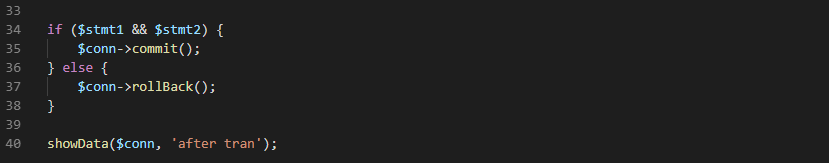 33
34 if ($stmt1 && $stmt2) {
35 $conn->commit();
36 } else {
37 $conn->rollBack();
38 }
39
40 showData($conn, 'after tran');